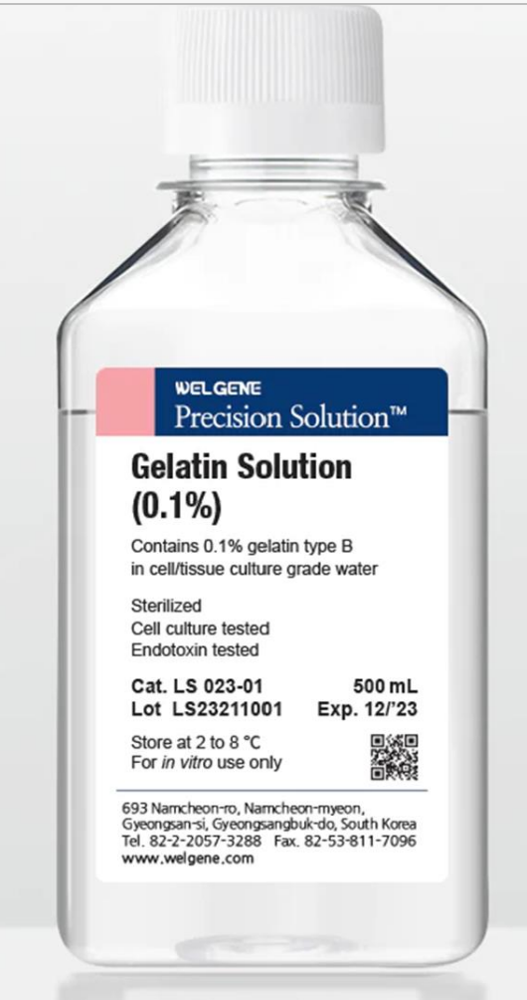 WELGENE
Precision Solution™
Gelatin Solution
(0.1%)
Contains 0.1% gelatin type B
in cell/tissue culture grade water
Sterilized
Cell culture tested
Endotoxin tested
Cat. LS 023-01 500 mL
Lot LS23211001 Exp. 12/'23
Store at 2 to 8 °C
For in vitro use only
693 Namcheon-ro, Namcheon-myeon,
Gyeongsan-si, Gyeongsangbuk-do, South Korea
Tel. 82-2-2057-3288 Fax. 82-53-811-7096
www.welgene.com